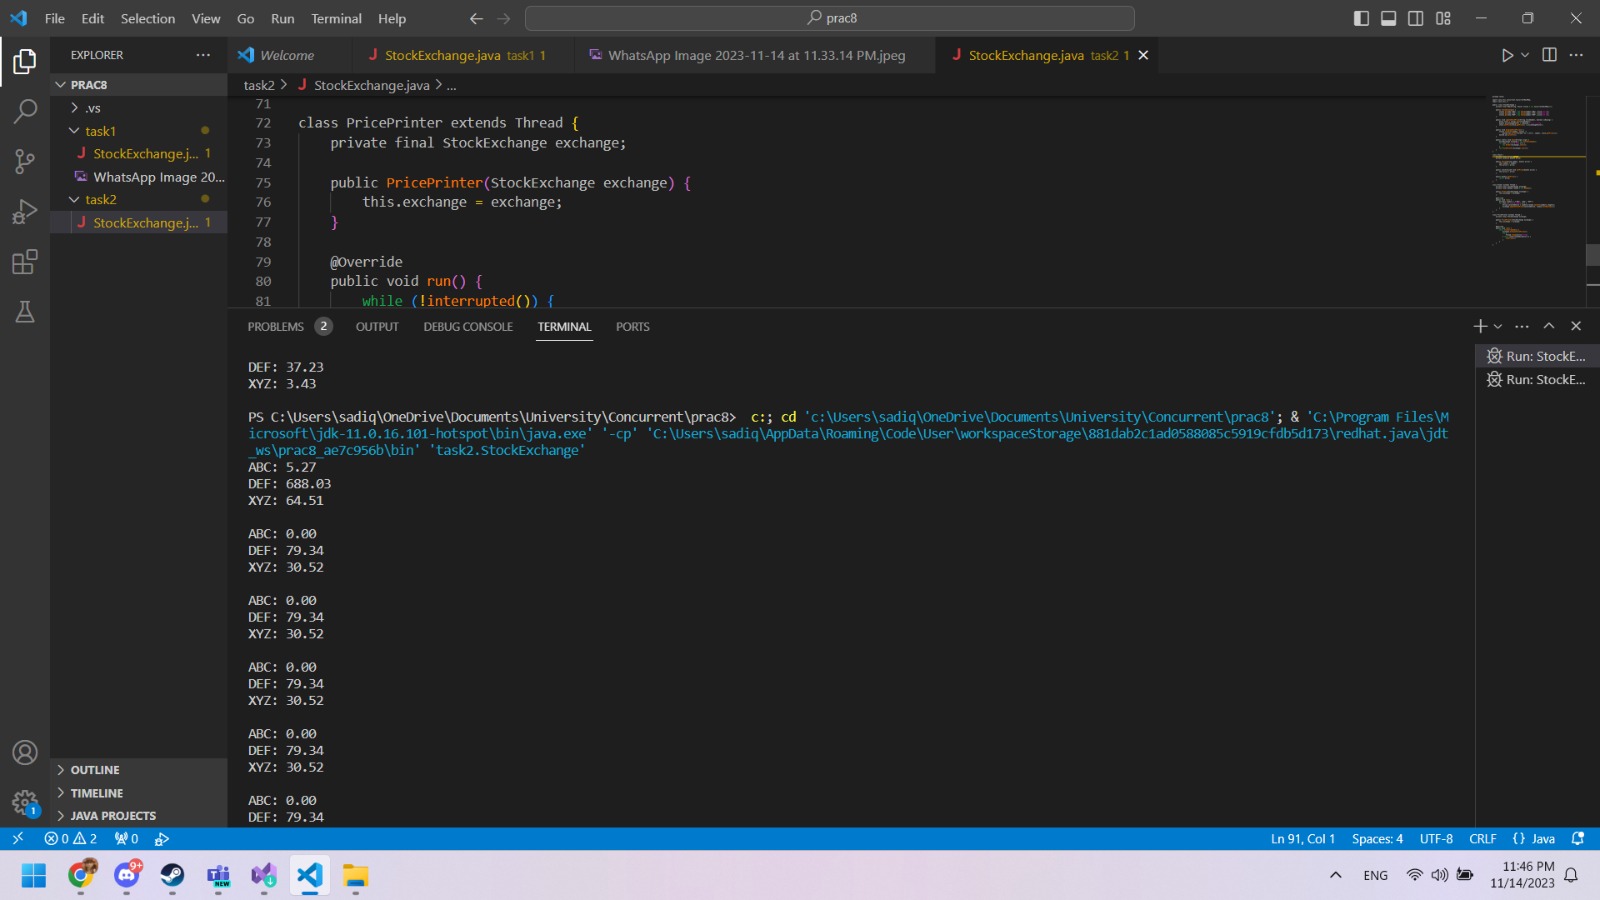 File Edit Selection View Go Run Terminal Help
prac8
EXPLORER
PRAC8
.vs
task1
StockExchange.j... 1
WhatsApp Image 20...
task2
StockExchange.j... 1
OUTLINE
TIMELINE
JAVA PROJECTS
Welcome
StockExchange.java task1 1
WhatsApp Image 2023-11-14 at 11.33.14 PM.jpeg
StockExchange.java task2 1
task2 > StockExchange.java > ...
71
72 class PricePrinter extends Thread {
73 private final StockExchange exchange;
74
75 public PricePrinter(StockExchange exchange) {
76 this.exchange = exchange;
77 }
78
79 @Override
80 public void run() {
81 while (!interrupted()) {
PROBLEMS 2 OUTPUT DEBUG CONSOLE TERMINAL PORTS
DEF: 37.23
XYZ: 3.43
PS C:\Users\sadiq\OneDrive\Documents\University\Concurrent\prac8> c:; cd 'c:\Users\sadiq\OneDrive\Documents\University\Concurrent\prac8'; & 'C:\Program Files\M
icrosoft\jdk-11.0.16.101-hotspot\bin\java.exe' '-cp' 'C:\Users\sadiq\AppData\Roaming\Code\User\workspaceStorage\881dab2c1ad0588085c5919cfdb5d173\redhat.java\jdt
_ws\prac8_ae7c956b\bin' 'task2.StockExchange'
ABC: 5.27
DEF: 688.03
XYZ: 64.51
ABC: 0.00
DEF: 79.34
XYZ: 30.52
ABC: 0.00
DEF: 79.34
XYZ: 30.52
ABC: 0.00
DEF: 79.34
XYZ: 30.52
ABC: 0.00
DEF: 79.34
XYZ: 30.52
ABC: 0.00
DEF: 79.34
Run: StockE...
Run: StockE...
1
0 2 0
Ln 91, Col 1 Spaces: 4 UTF-8 CRLF {} Java
9+
NEW
ENG
11:46 PM
11/14/2023